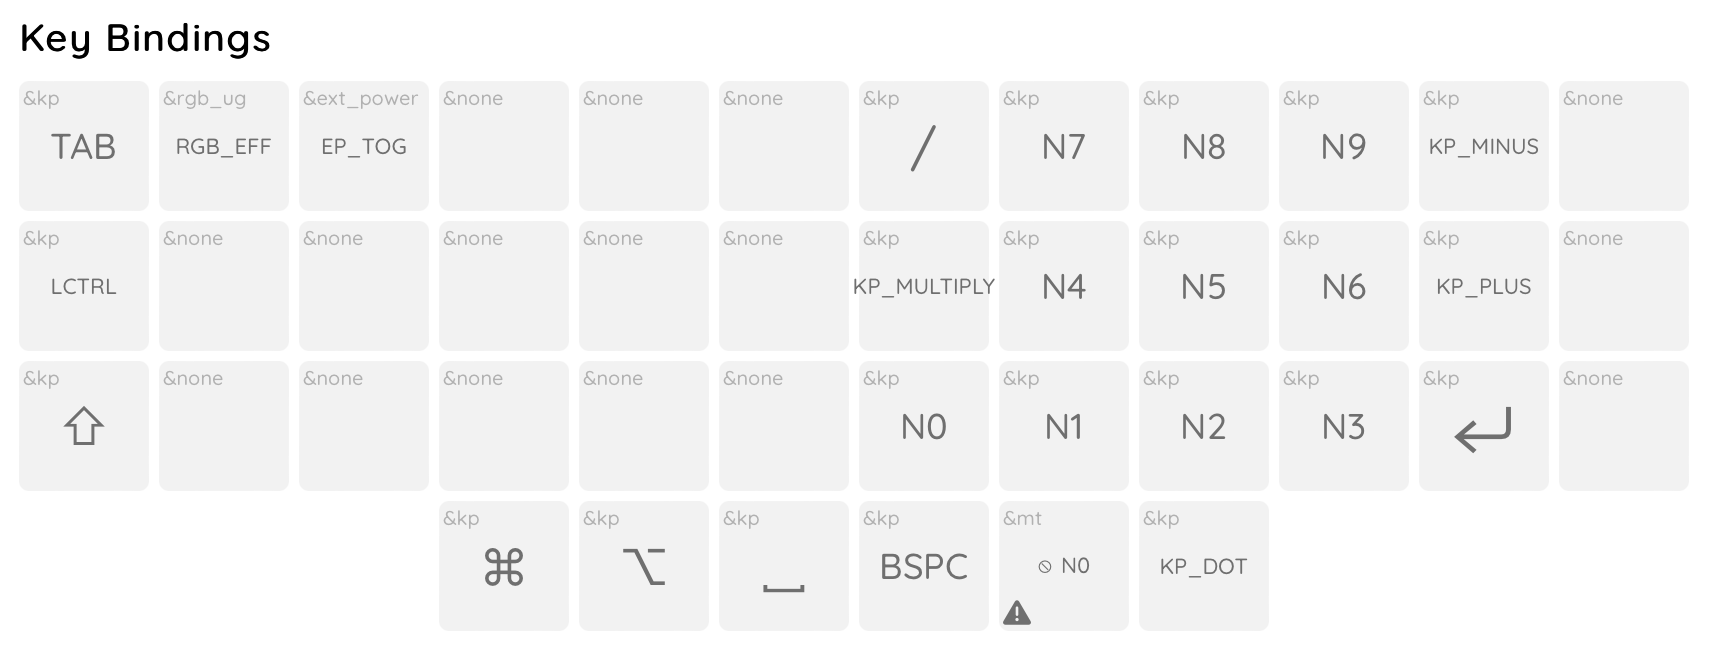 Key Bindings
&kp &rgb_ug &ext_power &none &none &none &kp &kp &kp &kp &kp &none
TAB RGB_EFF EP_TOG / N7 N8 N9 KP_MINUS
&kp &none &none &none &none &none &kp &kp &kp &kp &kp &none
LCTRL KP_MULTIPLY N4 N5 N6 KP_PLUS
&kp &none &none &none &none &none &kp &kp &kp &kp &kp &none
⇧ N0 N1 N2 N3 ↵
&kp &kp &kp &kp &mt &kp
⌘ ⌥ ⎵ BSPC ⦸ N0 KP_DOT